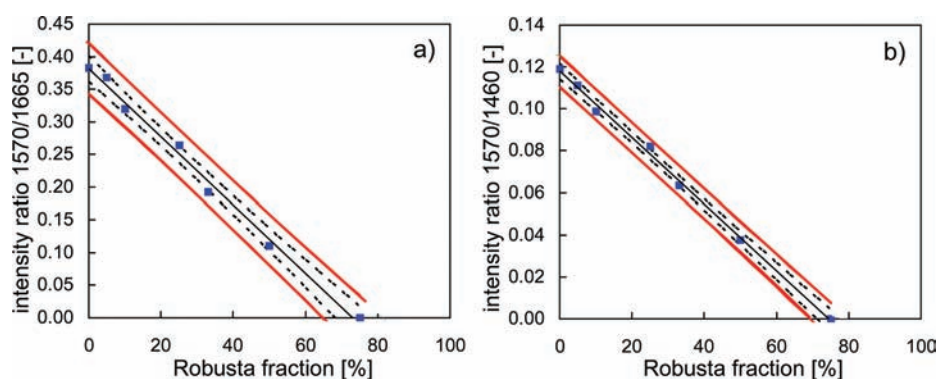 a)
intensity ratio 1570/1665 [-]
0.45
0.40
0.35
0.30
0.25
0.20
0.15
0.10
0.05
0.00
0 20 40 60 80 100
Robusta fraction [%]
b)
intensity ratio 1570/1460 [-]
0.14
0.12
0.10
0.08
0.06
0.04
0.02
0.00
0 20 40 60 80 100
Robusta fraction [%]